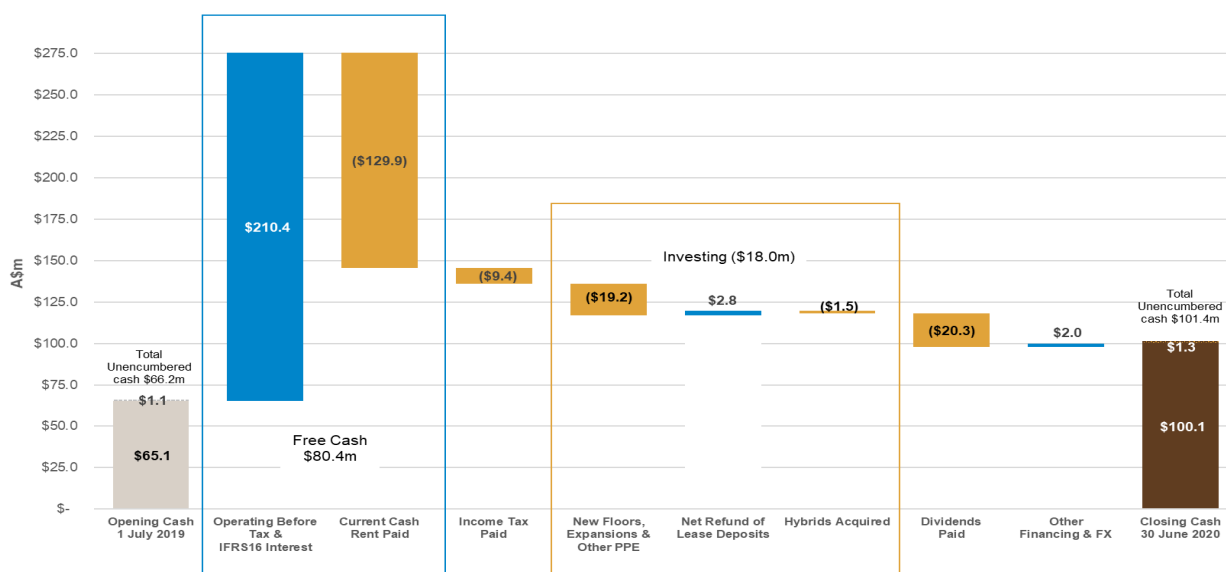 $275.0
$250.0
$225.0
$200.0
$175.0
$150.0
$125.0
$100.0
$75.0
$50.0
$25.0
$-
A$m
Total
Unencumbered
cash $66.2m
$1.1
$65.1
$210.4
($129.9)
Free Cash
$80.4m
($9.4)
Investing ($18.0m)
($19.2)
$2.8
($1.5)
($20.3)
$2.0
Total
Unencumbered
cash $101.4m
$1.3
$100.1
Opening Cash
1 July 2019
Operating Before
Tax &
IFRS16 Interest
Current Cash
Rent Paid
Income Tax
Paid
New Floors,
Expansions &
Other PPE
Net Refund of
Lease Deposits
Hybrids Acquired
Dividends
Paid
Other
Financing & FX
Closing Cash
30 June 2020